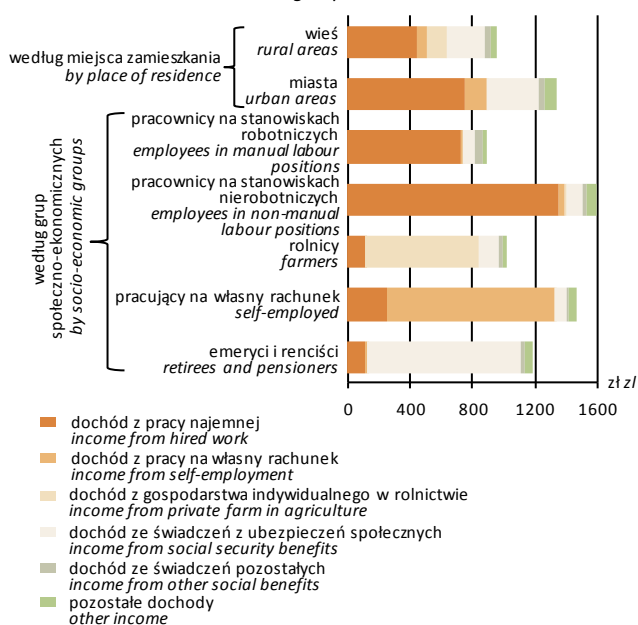 wieś
rural areas
według miejsca zamieszkania
by place of residence
miasta
urban areas
pracownicy na stanowiskach
robotniczych
employees in manual labour
positions
pracownicy na stanowiskach
nierobotniczych
employees in non-manual
labour positions
według grup
społeczno-ekonomicznych
by socio-economic groups
rolnicy
farmers
pracujący na własny rachunek
self-employed
emeryci i renciści
retirees and pensioners
zł zl
0 400 800 1200 1600
dochód z pracy najemnej
income from hired work
dochód z pracy na własny rachunek
income from self-employment
dochód z gospodarstwa indywidualnego w rolnictwie
income from private farm in agriculture
dochód ze świadczeń z ubezpieczeń społecznych
income from social security benefits
dochód ze świadczeń pozostałych
income from other social benefits
pozostałe dochody
other income